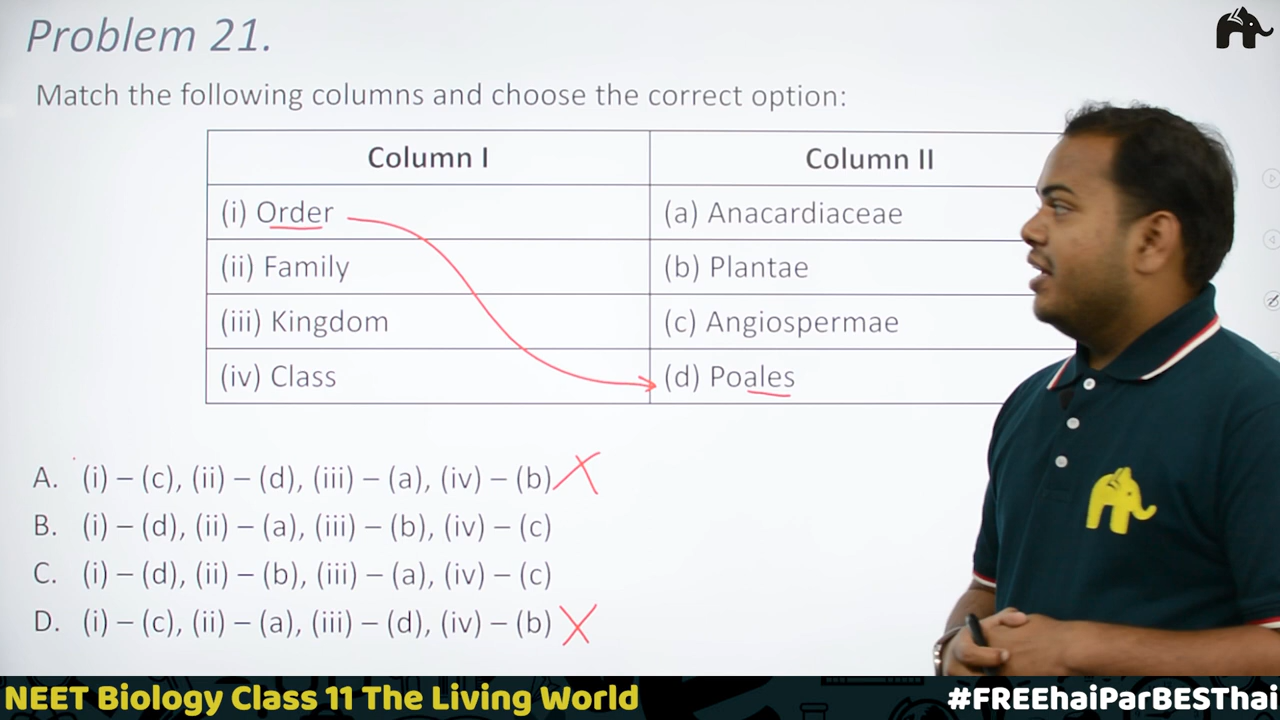 Problem 21.
Match the following columns and choose the correct option:
Column I Column II
(i) Order (a) Anacardiaceae
(ii) Family (b) Plantae
(iii) Kingdom (c) Angiospermae
(iv) Class (d) Poales
A. (i) – (c), (ii) – (d), (iii) – (a), (iv) – (b)
B. (i) – (d), (ii) – (a), (iii) – (b), (iv) – (c)
C. (i) – (d), (ii) – (b), (iii) – (a), (iv) – (c)
D. (i) – (c), (ii) – (a), (iii) – (d), (iv) – (b)
NEET Biology Class 11 The Living World #FREEhaiParBESThai